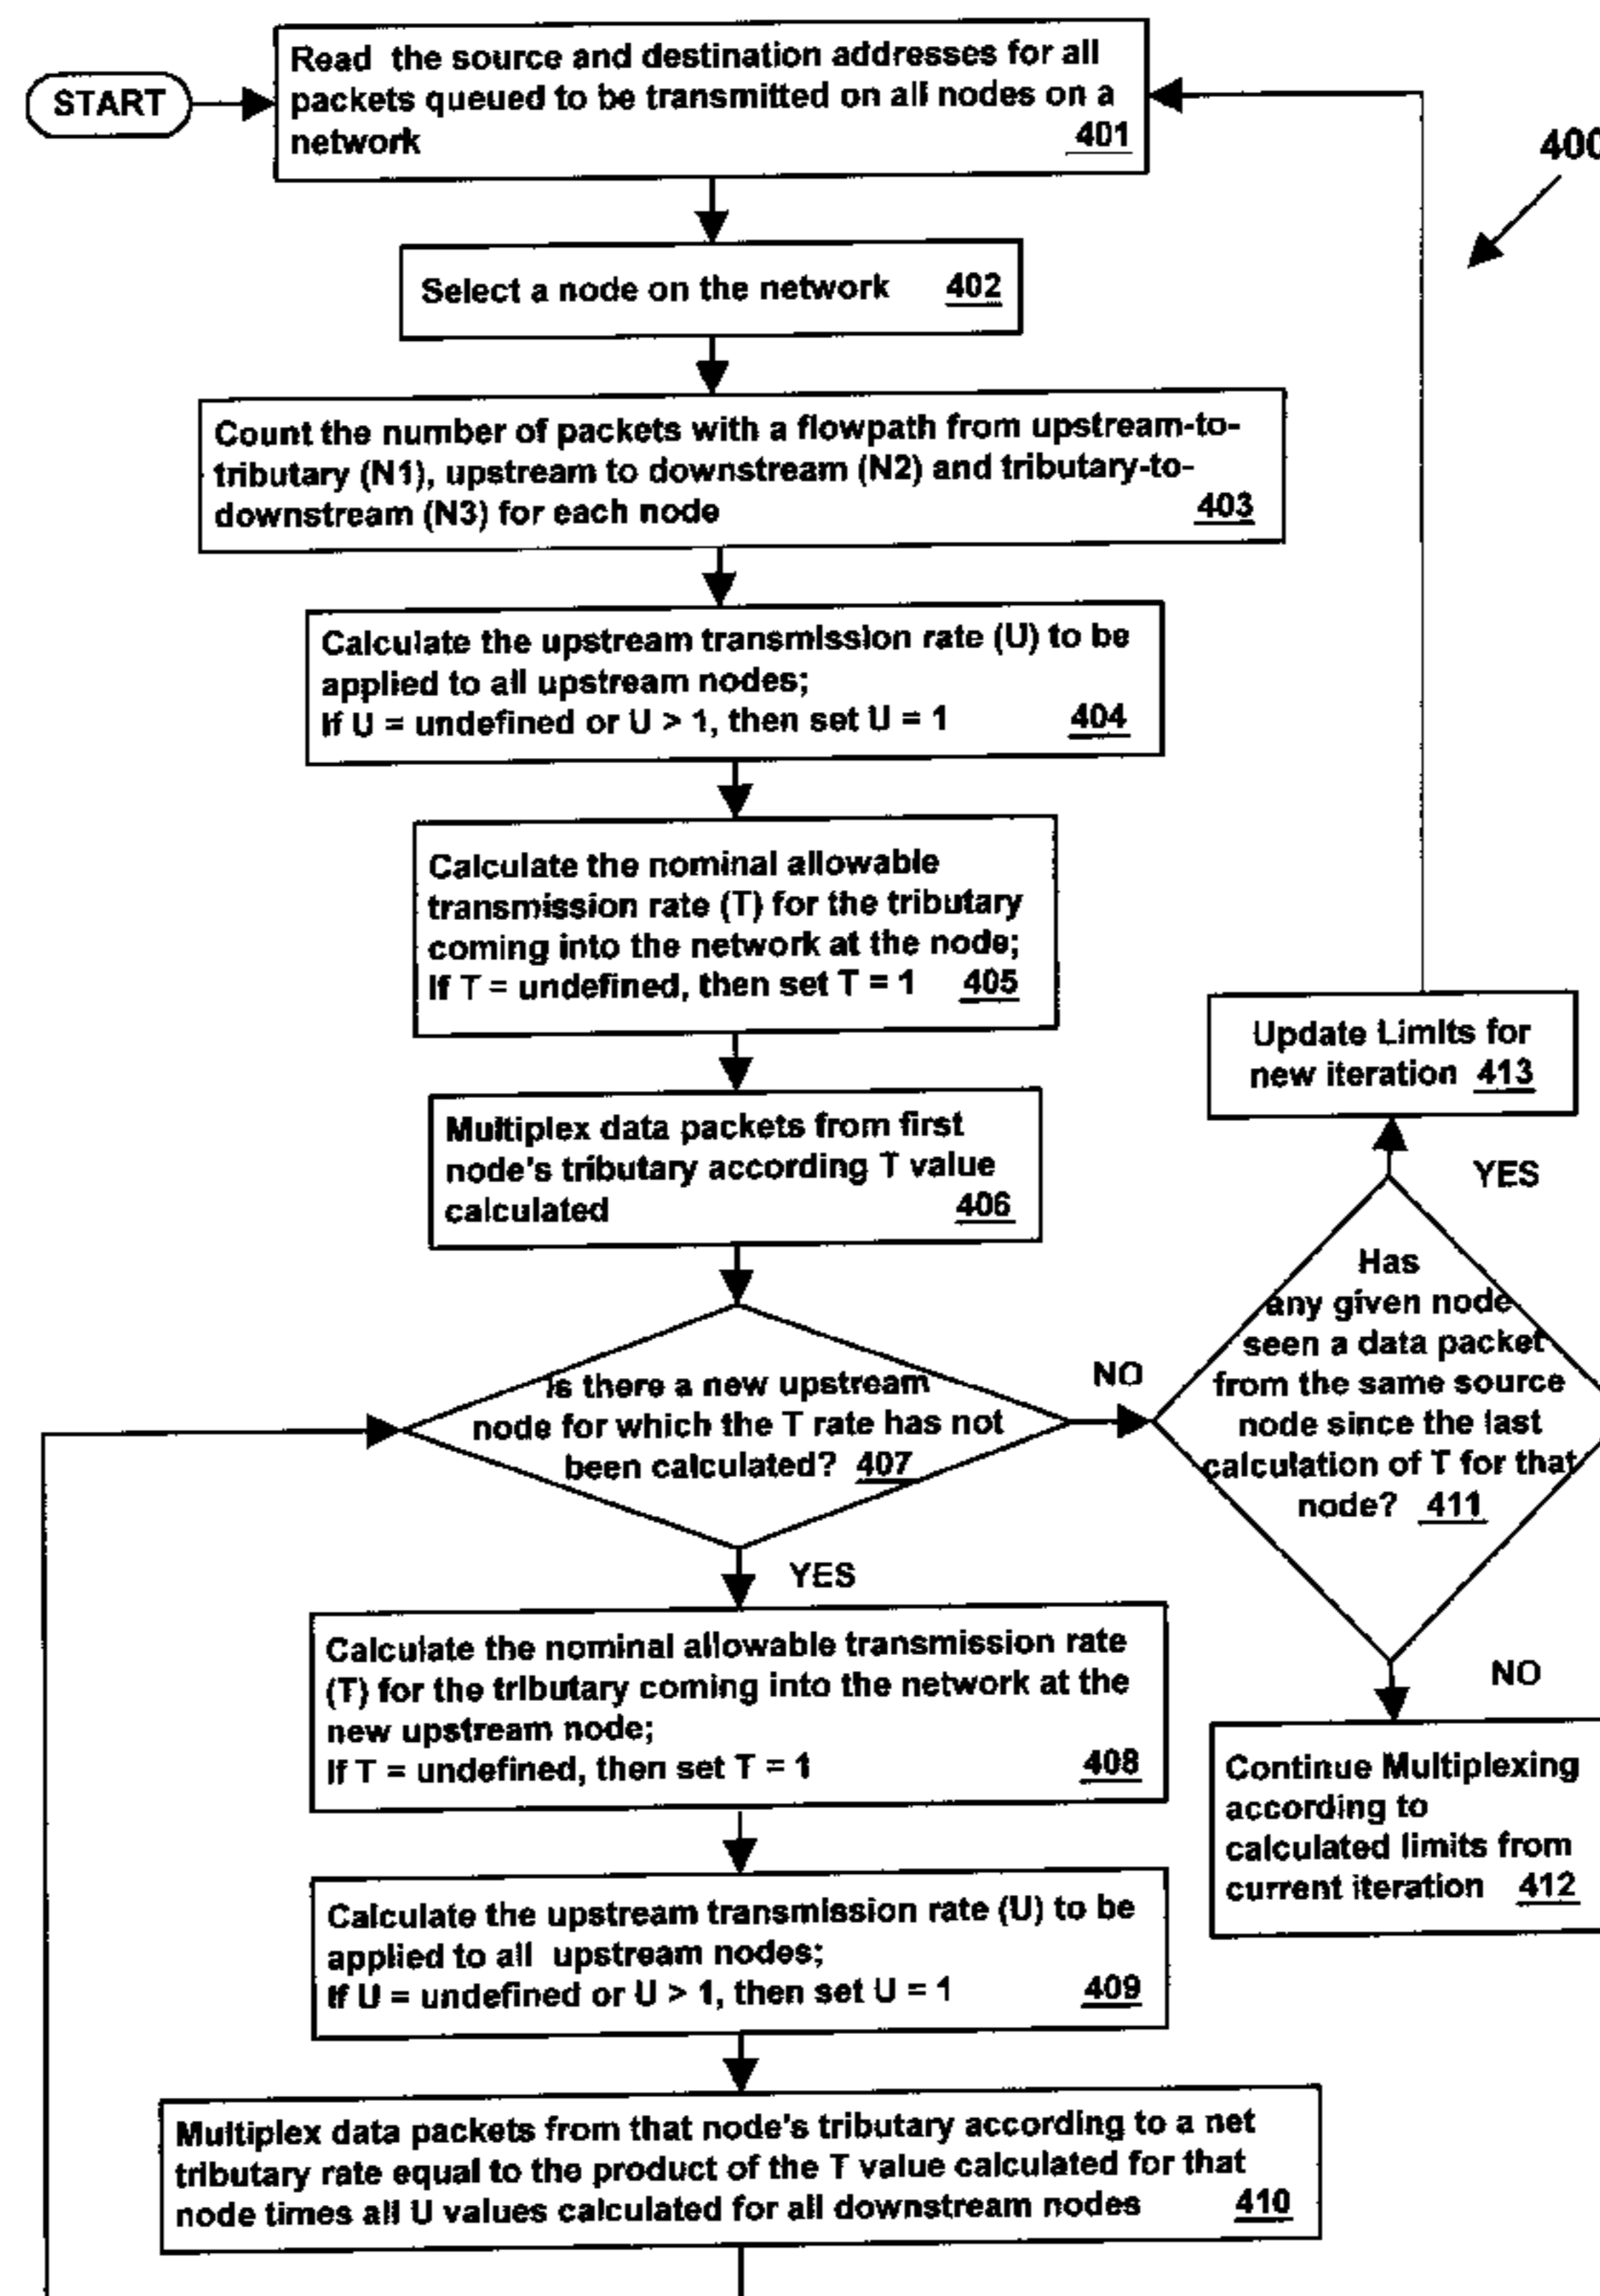 START
Read the source and destination addresses for all
packets queued to be transmitted on all nodes on a
network 401
400
Select a node on the network 402
Count the number of packets with a flowpath from upstream-to-
tributary (N1), upstream to downstream (N2) and tributary-to-
downstream (N3) for each node 403
Calculate the upstream transmission rate (U) to be
applied to all upstream nodes;
If U = undefined or U > 1, then set U = 1 404
Calculate the nominal allowable
transmission rate (T) for the tributary
coming into the network at the node;
If T = undefined, then set T = 1 405
Multiplex data packets from first
node's tributary according T value
calculated 406
Is there a new upstream
node for which the T rate has not
been calculated? 407
NO
YES
Calculate the nominal allowable transmission rate
(T) for the tributary coming into the network at the
new upstream node;
If T = undefined, then set T = 1 408
Calculate the upstream transmission rate (U) to be
applied to all upstream nodes;
If U = undefined or U > 1, then set U = 1 409
Multiplex data packets from that node's tributary according to a net
tributary rate equal to the product of the T value calculated for that
node times all U values calculated for all downstream nodes 410
Update Limits for
new iteration 413
YES
Has
any given node
seen a data packet
from the same source
node since the last
calculation of T for that
node? 411
NO
Continue Multiplexing
according to
calculated limits from
current iteration 412